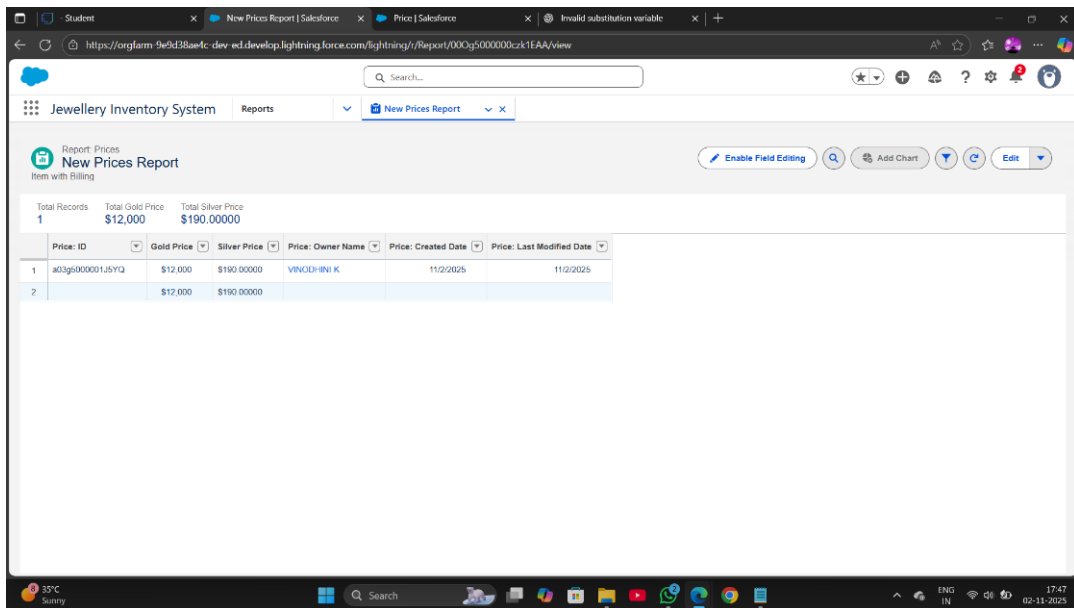 Student
New Prices Report | Salesforce
Price | Salesforce
Invalid substitution variable
https://orgfarm-9e9d38ae4c-dev-ed.develop.lightning.force.com/lightning/r/Report/00Og5000000czk1EAA/view
Search...
2
Jewellery Inventory System
Reports
New Prices Report
Report: Prices
New Prices Report
Item with Billing
Enable Field Editing
Add Chart
Edit
Total Records Total Gold Price Total Silver Price
1 $12,000 $190.00000
Price: ID Gold Price Silver Price Price: Owner Name Price: Created Date Price: Last Modified Date
1 a03g5000001J5YQ $12,000 $190.00000 VINODHINI K 11/2/2025 11/2/2025
2 $12,000 $190.00000
8 35°C
Sunny
Search
2
ENG
IN
17:47
02-11-2025